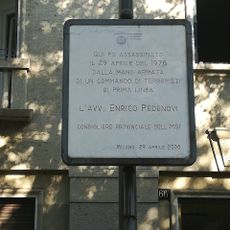 QUI FU ASSASSINATO
IL 29 APRILE DEL 1976
DALLA MANO ARMATA
DI UN COMMANDO DI TERRORISTI
DI PRIMA LINEA
L'AVV. ENRICO PEDENOVI
CONSIGLIERE PROVINCIALE DELL'MSI
MILANO, 29 APRILE 2006